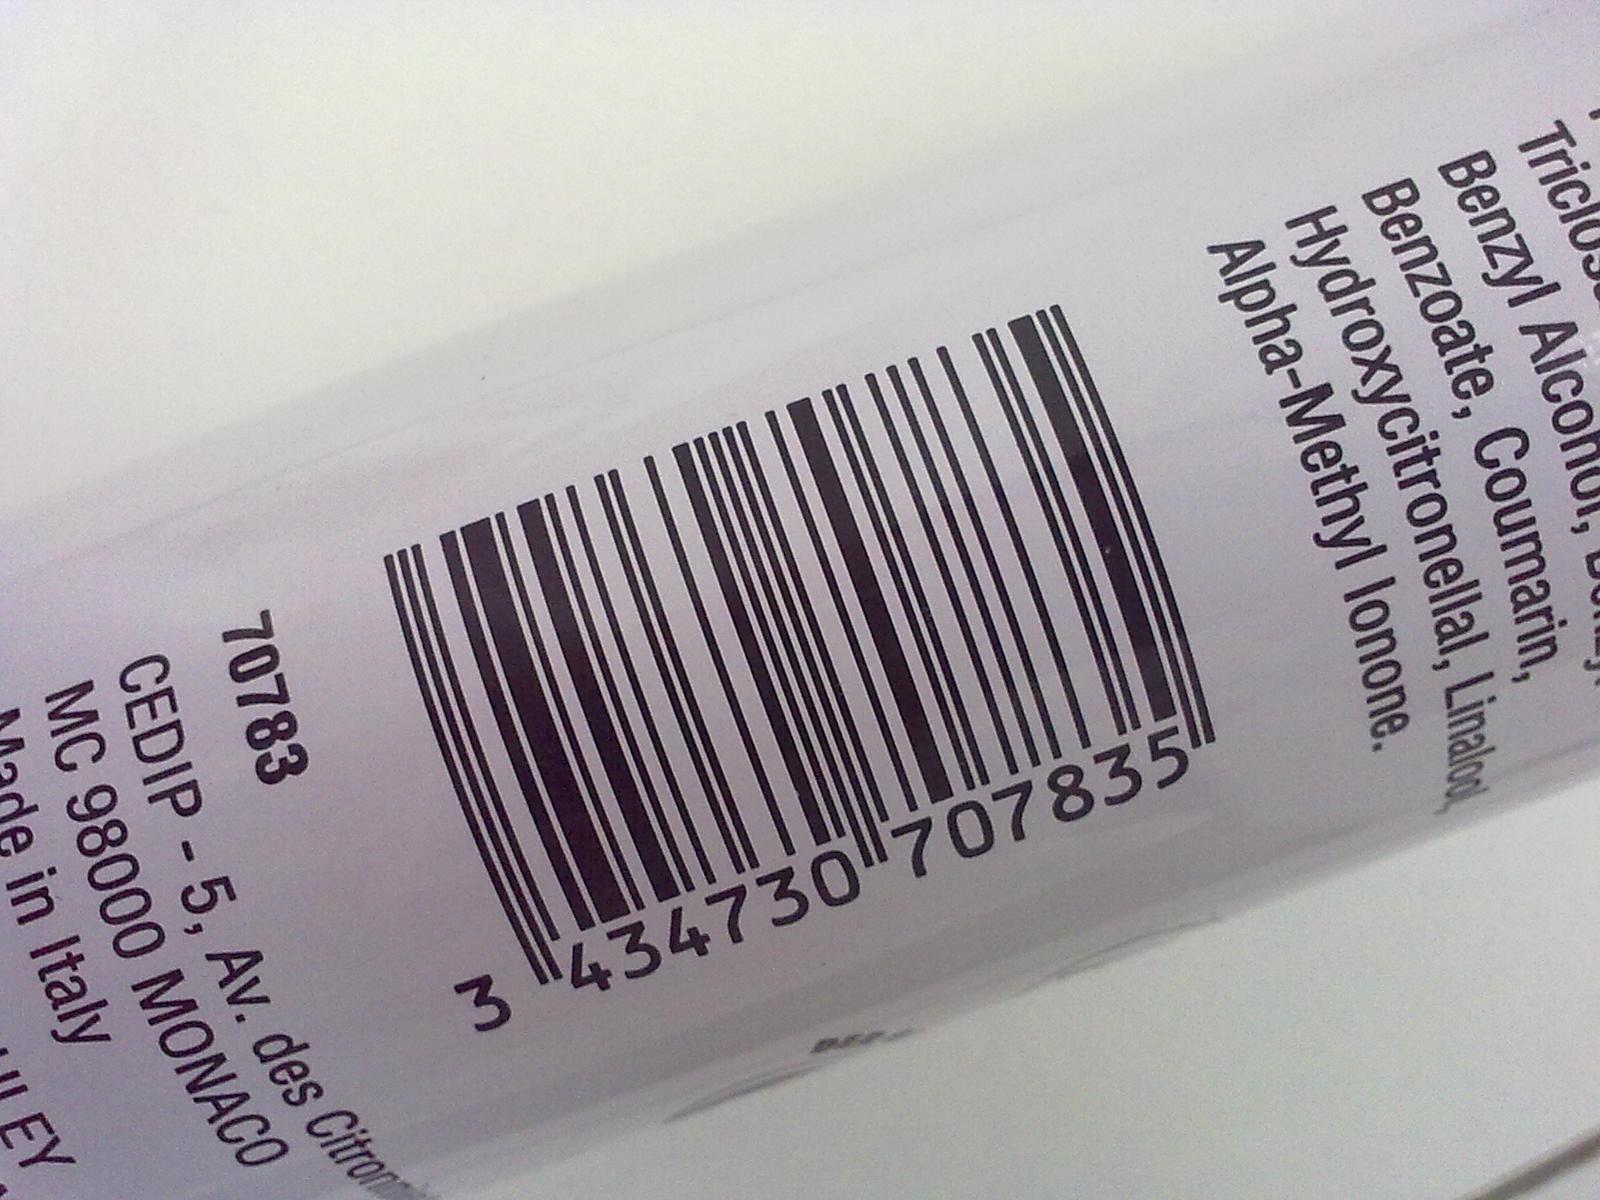 70783
CEDIP - 5, Av. des
MC 98000 MONACO
Made in Italy
3 434730 707835
Benzyl Alcohol,
Benzoate, Coumarin,
Hydroxycitronellal, Linalool,
Alpha-Methyl Ionone.